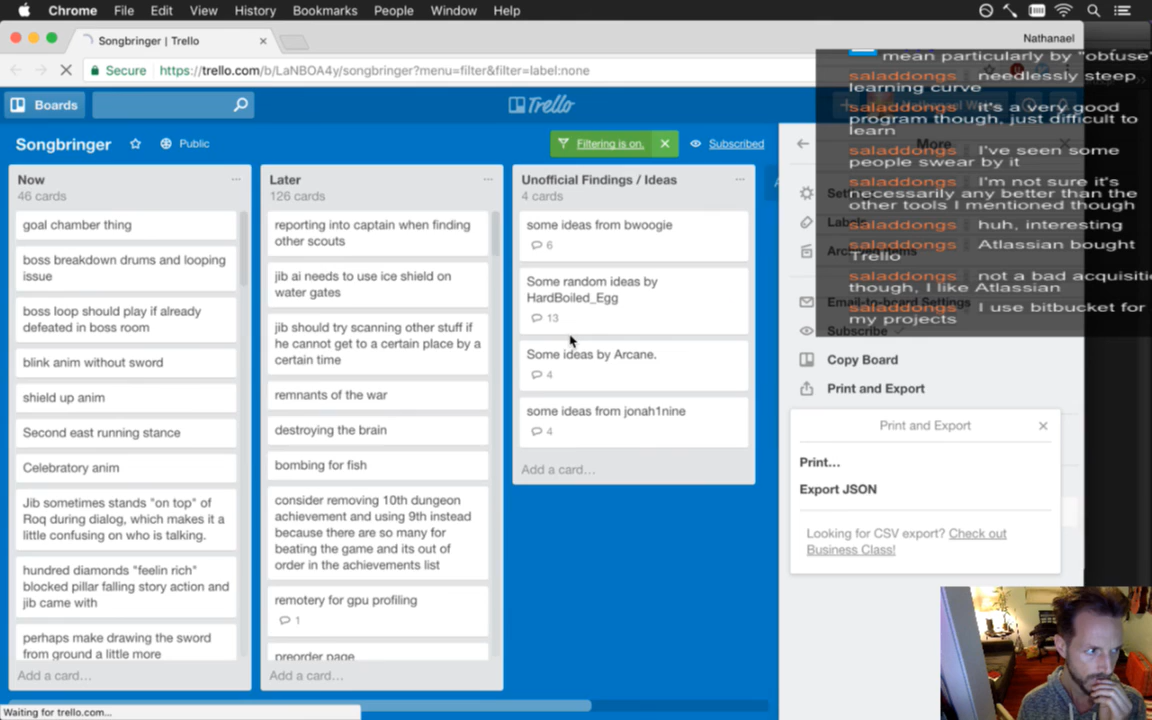 Chrome File Edit View History Bookmarks People Window Help
Songbringer | Trello
Nathanael
Secure https://trello.com/b/LaNBOA4y/songbringer?menu=filter&filter=label:none
Boards
Trello
Songbringer
Public
Filtering is on.
Subscribed
Now
46 cards
goal chamber thing
boss breakdown drums and looping
issue
boss loop should play if already
defeated in boss room
blink anim without sword
shield up anim
Second east running stance
Celebratory anim
Jib sometimes stands "on top" of
Roq during dialog, which makes it a
little confusing on who is talking.
hundred diamonds "feelin rich"
blocked pillar falling story action and
jib came with
perhaps make drawing the sword
from ground a little more
Add a card…
Later
126 cards
reporting into captain when finding
other scouts
jib ai needs to use ice shield on
water gates
jib should try scanning other stuff if
he cannot get to a certain place by a
certain time
remnants of the war
destroying the brain
bombing for fish
consider removing 10th dungeon
achievement and using 9th instead
because there are so many for
beating the game and its out of
order in the achievements list
remotery for gpu profiling
1
preorder page
Add a card…
Unofficial Findings / Ideas
4 cards
some ideas from bwoogie
6
Some random ideas by
HardBoiled_Egg
13
Some ideas by Arcane.
4
some ideas from jonah1nine
4
Add a card…
mean particularly by "obfuse"
saladdongs needlessly steep
learning curve
saladdongs it's a very good
program though, just difficult to
learn
saladdongs I've seen some
people swear by it
saladdongs I'm not sure it's
necessarily any better than the
other tools I mentioned though
saladdongs huh, interesting
saladdongs Atlassian bought
Trello
saladdongs not a bad acquisiti
though, I like Atlassian
saladdongs I use bitbucket for
my projects
More
Email-to-board Settings
Subscribe
Copy Board
Print and Export
Print and Export
Print...
Export JSON
Looking for CSV export? Check out
Business Class!
Waiting for trello.com...